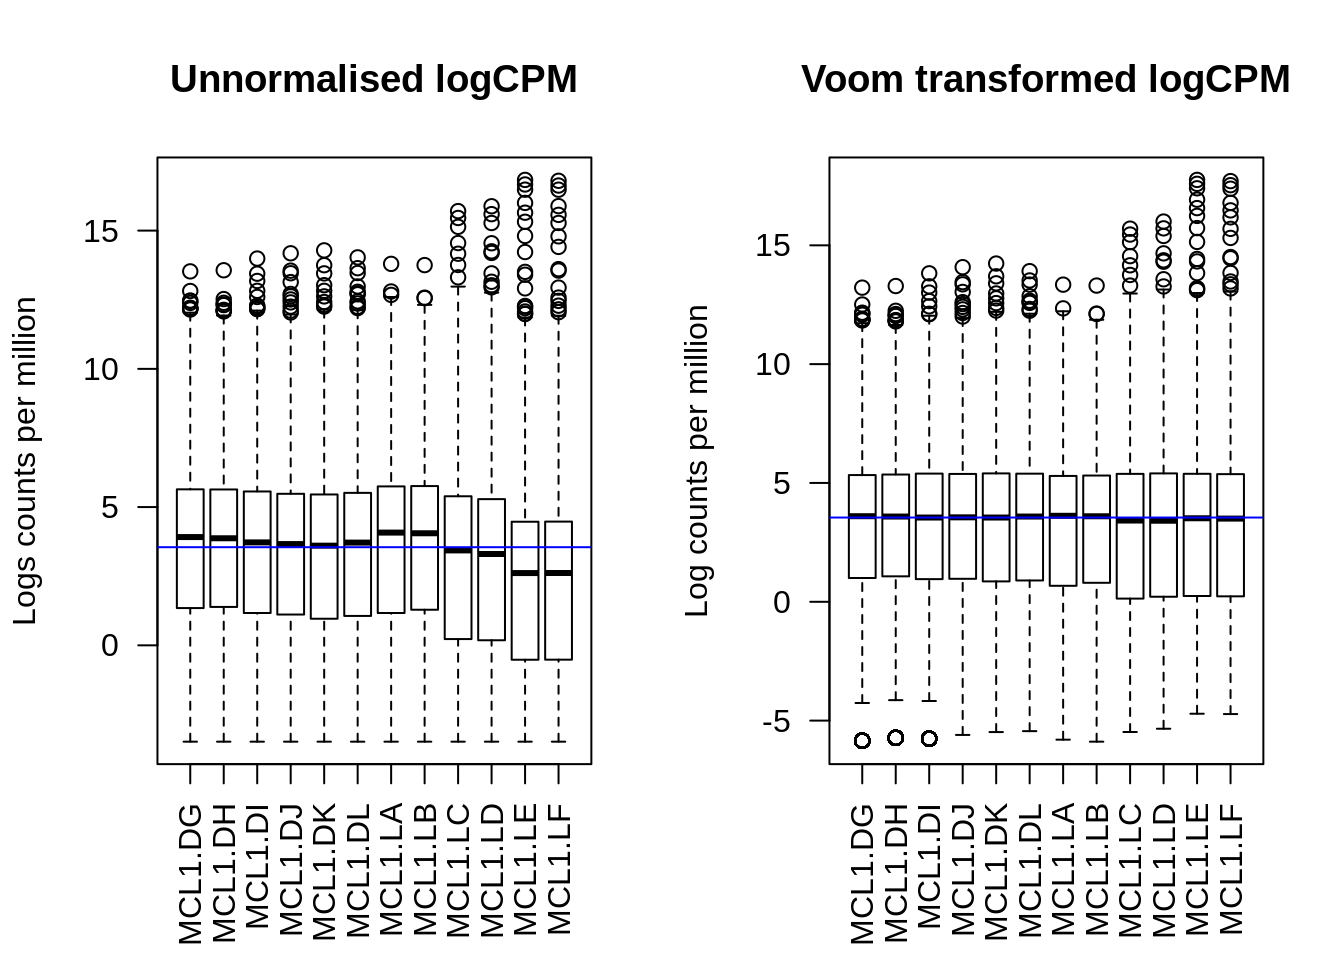 Unnormalised logCPM
Logs counts per million
15
10
5
0
MCL1.DG
MCL1.DH
MCL1.DI
MCL1.DJ
MCL1.DK
MCL1.DL
MCL1.LA
MCL1.LB
MCL1.LC
MCL1.LD
MCL1.LE
MCL1.LF
Voom transformed logCPM
Log counts per million
15
10
5
0
-5
MCL1.DG
MCL1.DH
MCL1.DI
MCL1.DJ
MCL1.DK
MCL1.DL
MCL1.LA
MCL1.LB
MCL1.LC
MCL1.LD
MCL1.LE
MCL1.LF